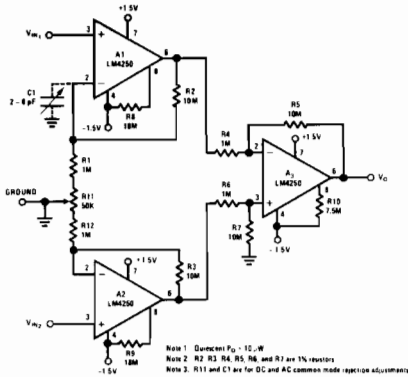 +1.5V
VIN1
3
7
A1
LM4250
6
2
8
4
C1
2 - 8 pF
R8
18M
-1.5V
R2
10M
R1
1M
GROUND
R11
50K
R12
1M
R4
1M
R5
10M
+1.5V
2
7
A3
LM4250
6
VO
R6
1M
3
8
4
R7
10M
R10
7.5M
-1.5V
+1.5V
R3
10M
2
7
A2
LM4250
6
VIN2
3
8
4
R9
18M
-1.5V
Note 1 Quiescent PD = 10 µW
Note 2 R2 R3 R4, R5, R6, and R7 are 1% resistors
Note 3. R11 and C1 are for DC and AC common mode rejection adjustments